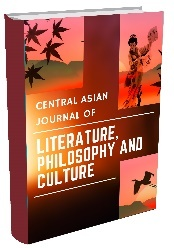 CENTRAL ASIAN
JOURNAL OF
LITERATURE,
PHILOSOPHY AND
CULTURE